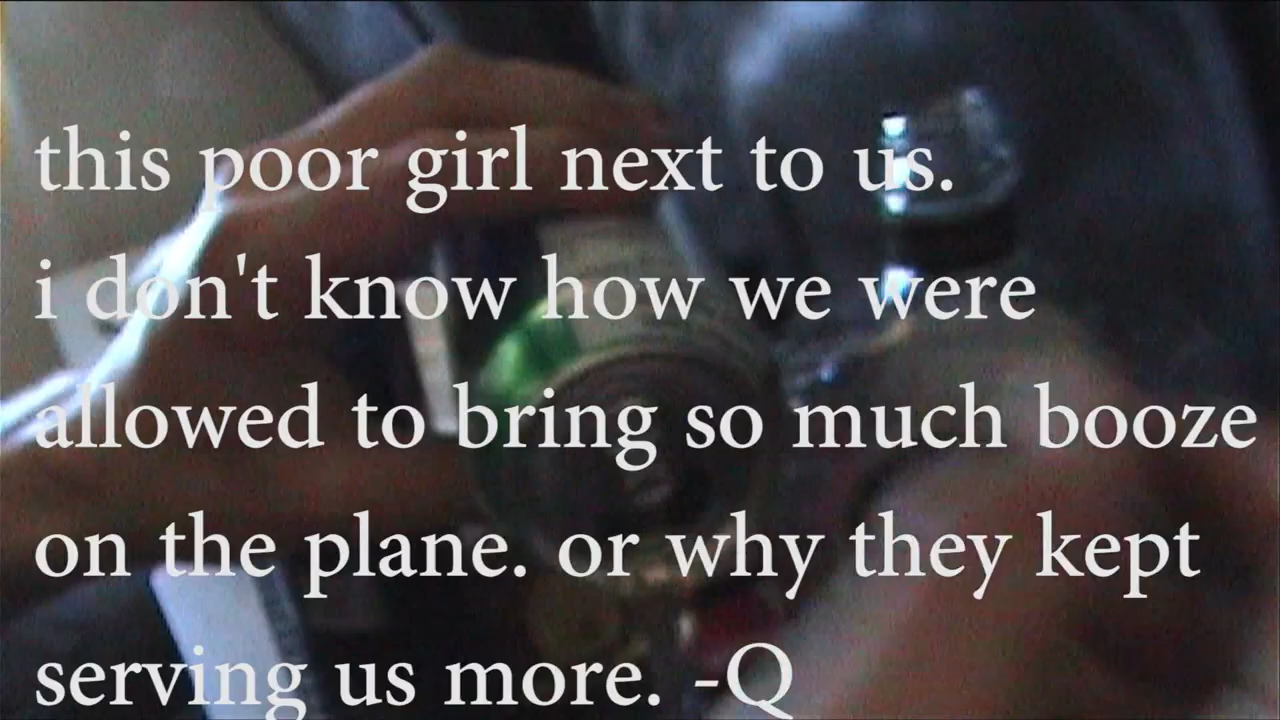 this poor girl next to us.
i don't know how we were
allowed to bring so much booze
on the plane. or why they kept
serving us more. -Q